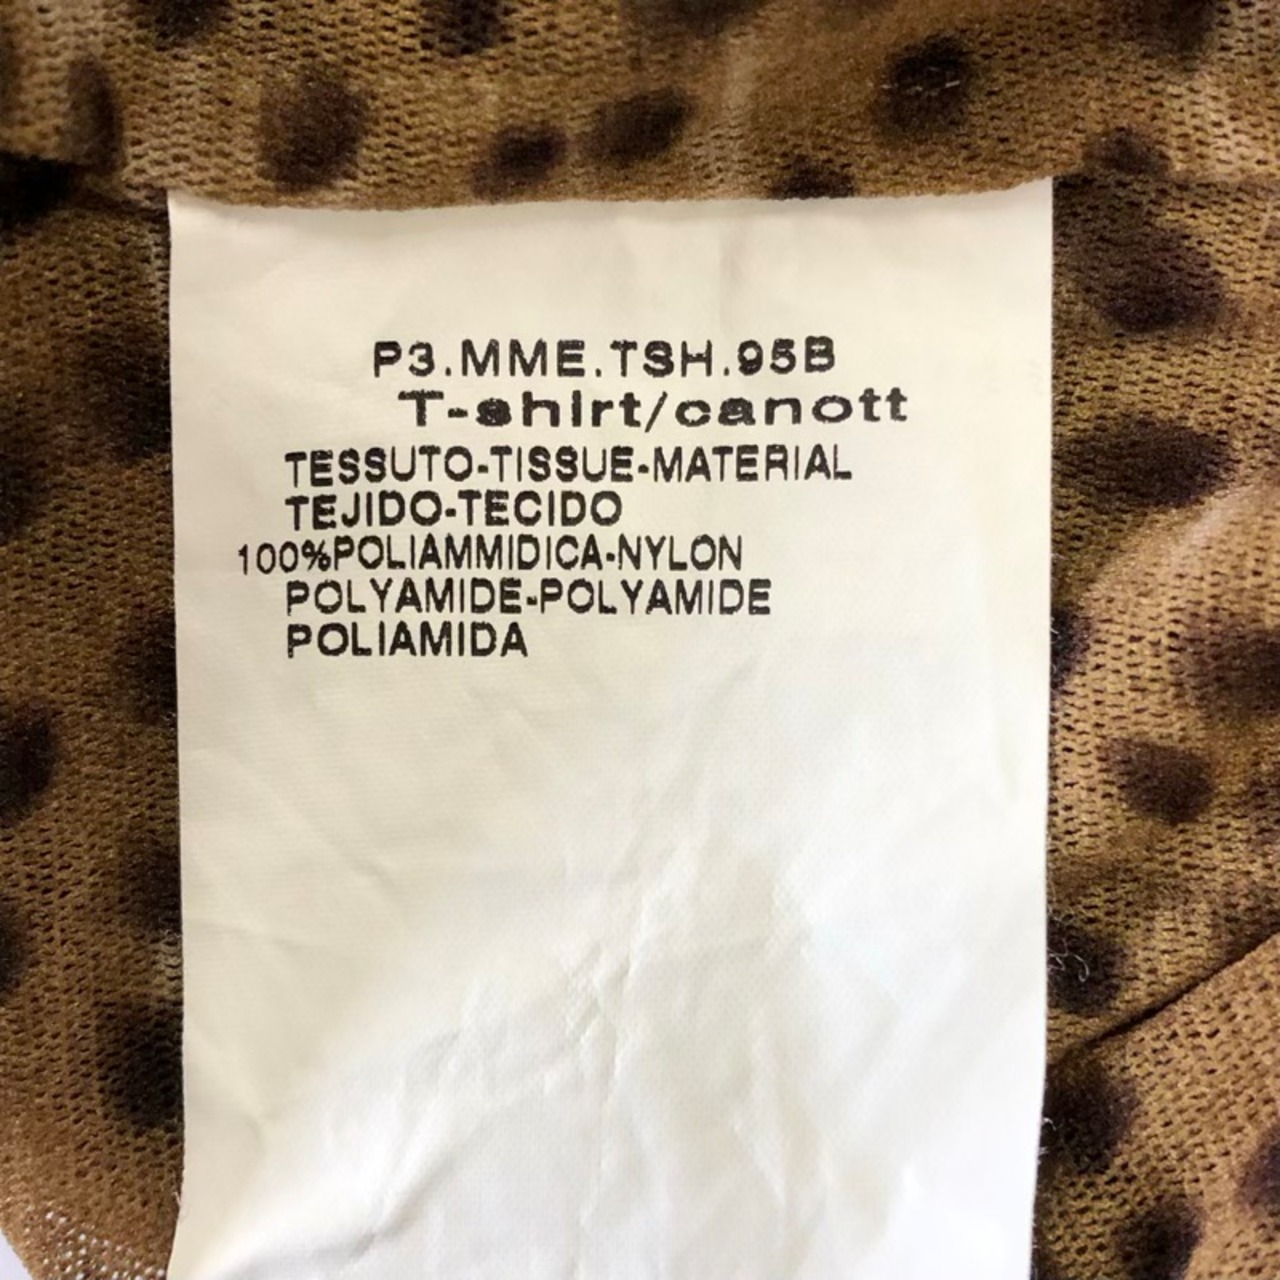 P3.MME.TSH.95B
T-shirt/canott
TESSUTO-TISSUE-MATERIAL
TEJIDO-TECIDO
100%POLIAMMIDICA-NYLON
POLYAMIDE-POLYAMIDE
POLIAMIDA